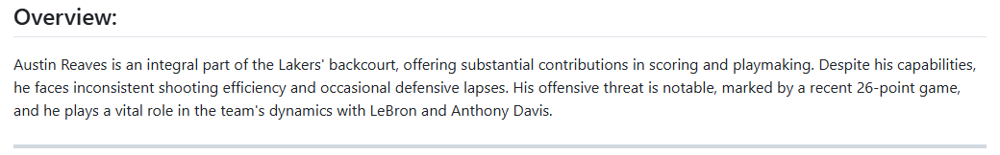 Overview:
Austin Reaves is an integral part of the Lakers' backcourt, offering substantial contributions in scoring and playmaking. Despite his capabilities,
he faces inconsistent shooting efficiency and occasional defensive lapses. His offensive threat is notable, marked by a recent 26-point game,
and he plays a vital role in the team's dynamics with LeBron and Anthony Davis.